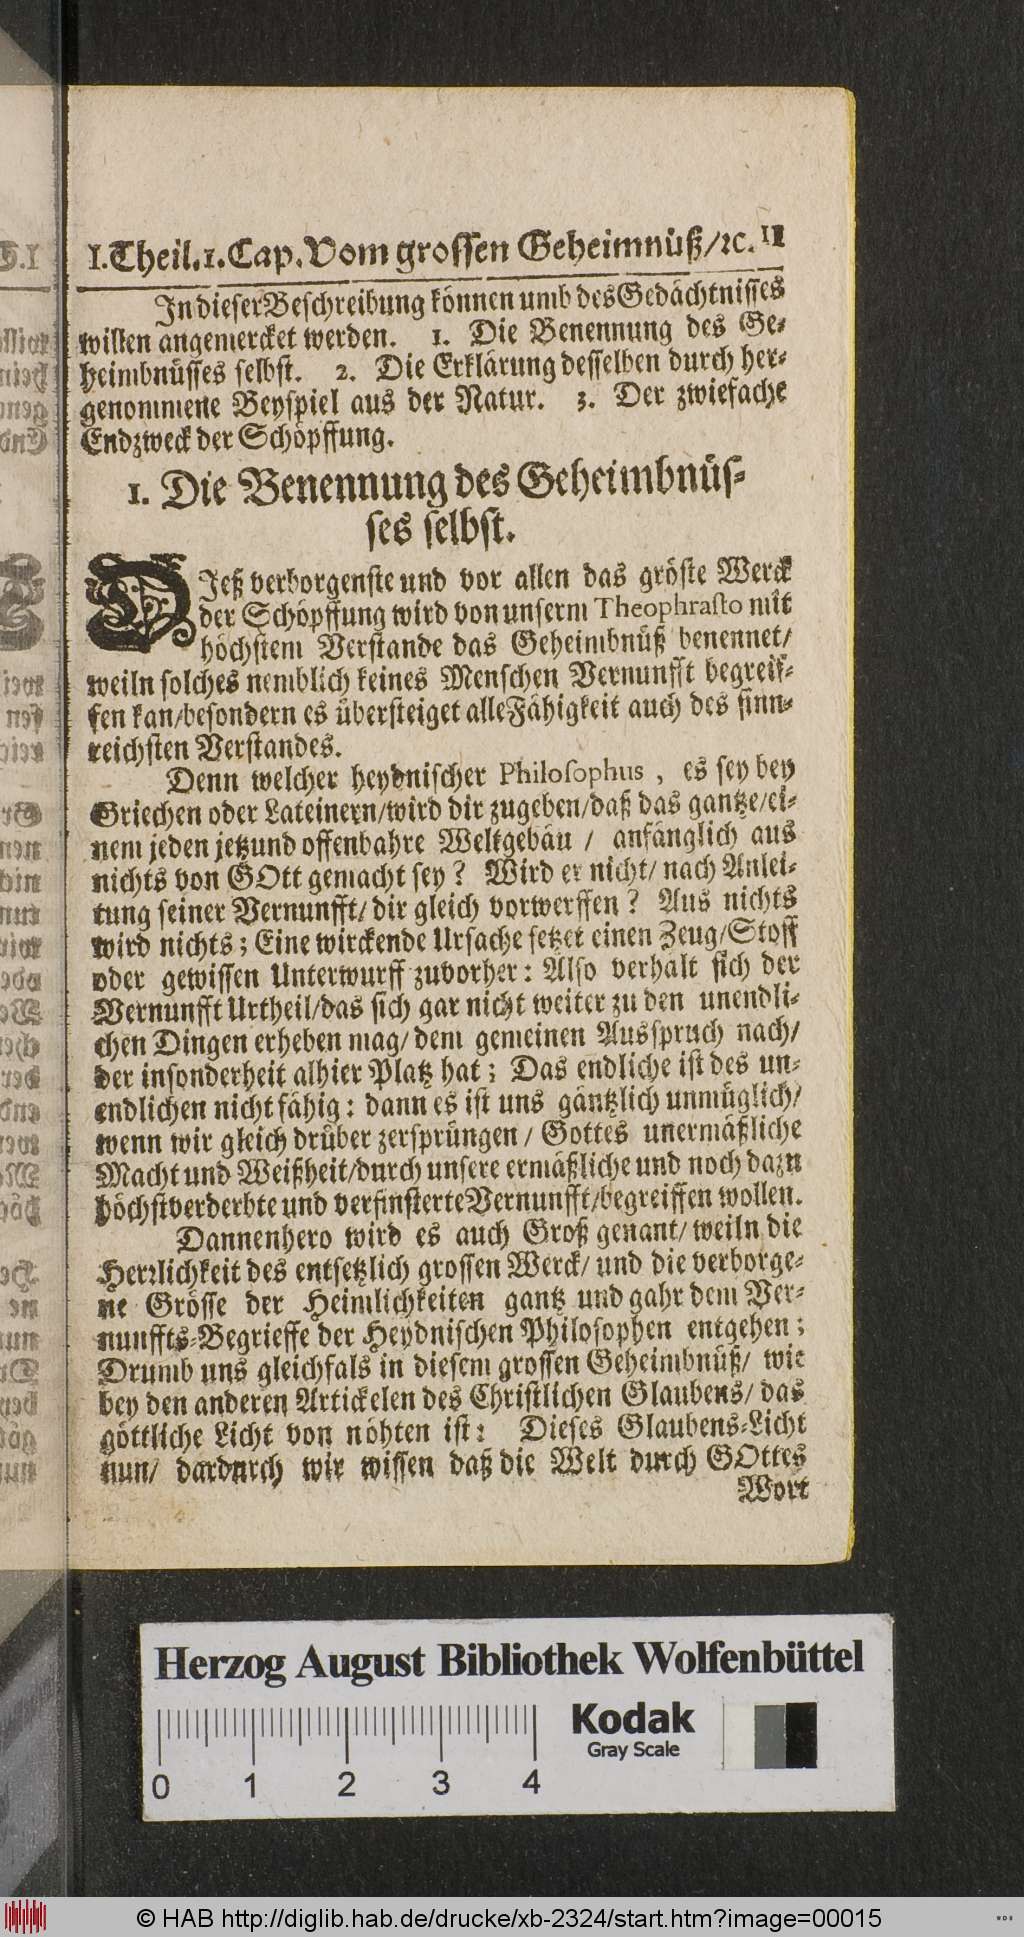 I. Theil. 1. Cap. Vom grossen Geheimnüß/ꝛc. 11
In dieser Beschreibung können umb des Gedächtnisses
willen angemercket werden. 1. Die Benennung des Ge-
heimbnüsses selbst. 2. Die Erklärung desselben durch her-
genommene Beyspiel aus der Natur. 3. Der zwiefache
Endzweck der Schöpffung.
1. Die Benennung des Geheimbnüs-
ses selbst.
DJeß verborgenste und vor allen das gröste Werck
der Schöpffung wird von unserm Theophrasto mit
höchstem Verstande das Geheimbnüß benennet/
weiln solches nemblich keines Menschen Vernunfft begreif-
fen kan/besondern es übersteiget alle Fähigkeit auch des sinn-
reichsten Verstandes.
Denn welcher heydnischer Philosophus, es sey bey
Griechen oder Lateinern/wird dir zugeben/daß das gantze/ei-
nem jeden jetzund offenbahre Weltgebäu / anfänglich aus
nichts von GOtt gemacht sey? Wird er nicht/ nach Anlei-
tung seiner Vernunfft/ dir gleich vorwerffen? Aus nichts
wird nichts; Eine wirckende Ursache setzet einen Zeug/Stoff
oder gewissen Unterwurff zuvorher: Also verhält sich der
Vernunfft Urtheil/das sich gar nicht weiter zu den unendli-
chen Dingen erheben mag/ dem gemeinen Ausspruch nach/
der insonderheit alhier Platz hat; Das endliche ist des un-
endlichen nicht fähig: dann es ist uns gäntzlich unmüglich/
wenn wir gleich drüber zersprüngen / Gottes unermäßliche
Macht und Weißheit/durch unsere ermäßliche und noch dazu
höchstverderbte und verfinsterte Vernunfft/begreiffen wollen.
Dannenhero wird es auch Groß genant/ weiln die
Herrlichkeit des entsetzlich grossen Werck/ und die verborge-
ne Grösse der Heimlichkeiten gantz und gahr dem Ver-
nunffts-Begrieffe der Heydnischen Philosophen entgehen;
Drumb uns gleichfals in diesem grossen Geheimbnüß/ wie
bey den anderen Artickelen des Christlichen Glaubens/ das
göttliche Licht von nöhten ist: Dieses Glaubens-Licht
nun/ dardurch wir wissen daß die Welt durch GOttes
Wort
Herzog August Bibliothek Wolfenbüttel
Kodak
Gray Scale
0 1 2 3 4
© HAB http://diglib.hab.de/drucke/xb-2324/start.htm?image=00015